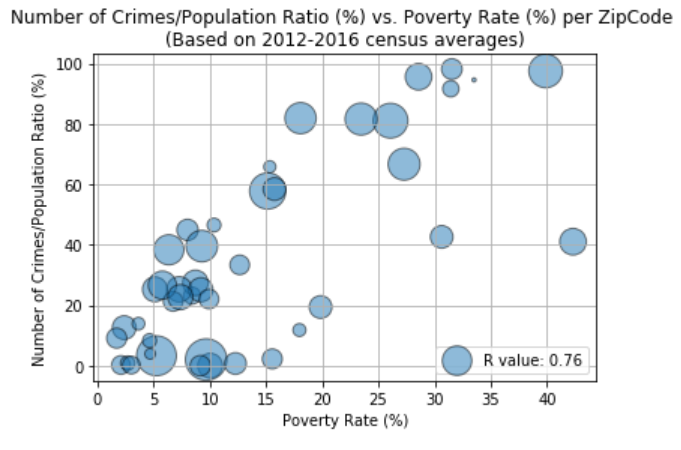 Number of Crimes/Population Ratio (%) vs. Poverty Rate (%) per ZipCode
(Based on 2012-2016 census averages)
Number of Crimes/Population Ratio (%)
100
80
60
40
20
0
R value: 0.76
0 5 10 15 20 25 30 35 40
Poverty Rate (%)